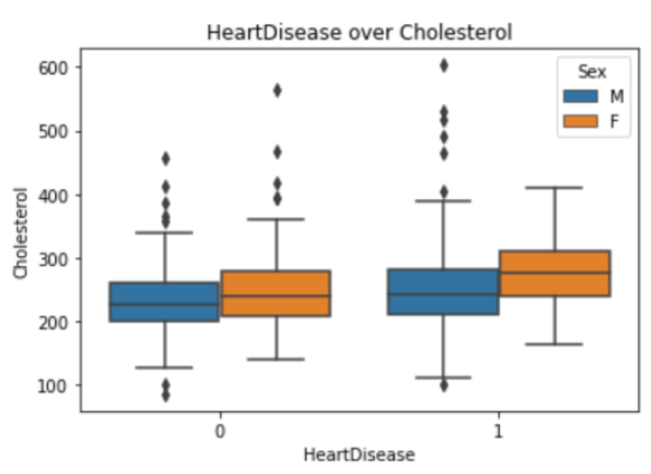 HeartDisease over Cholesterol
Sex
M
F
600
500
400
300
200
100
Cholesterol
0
1
HeartDisease